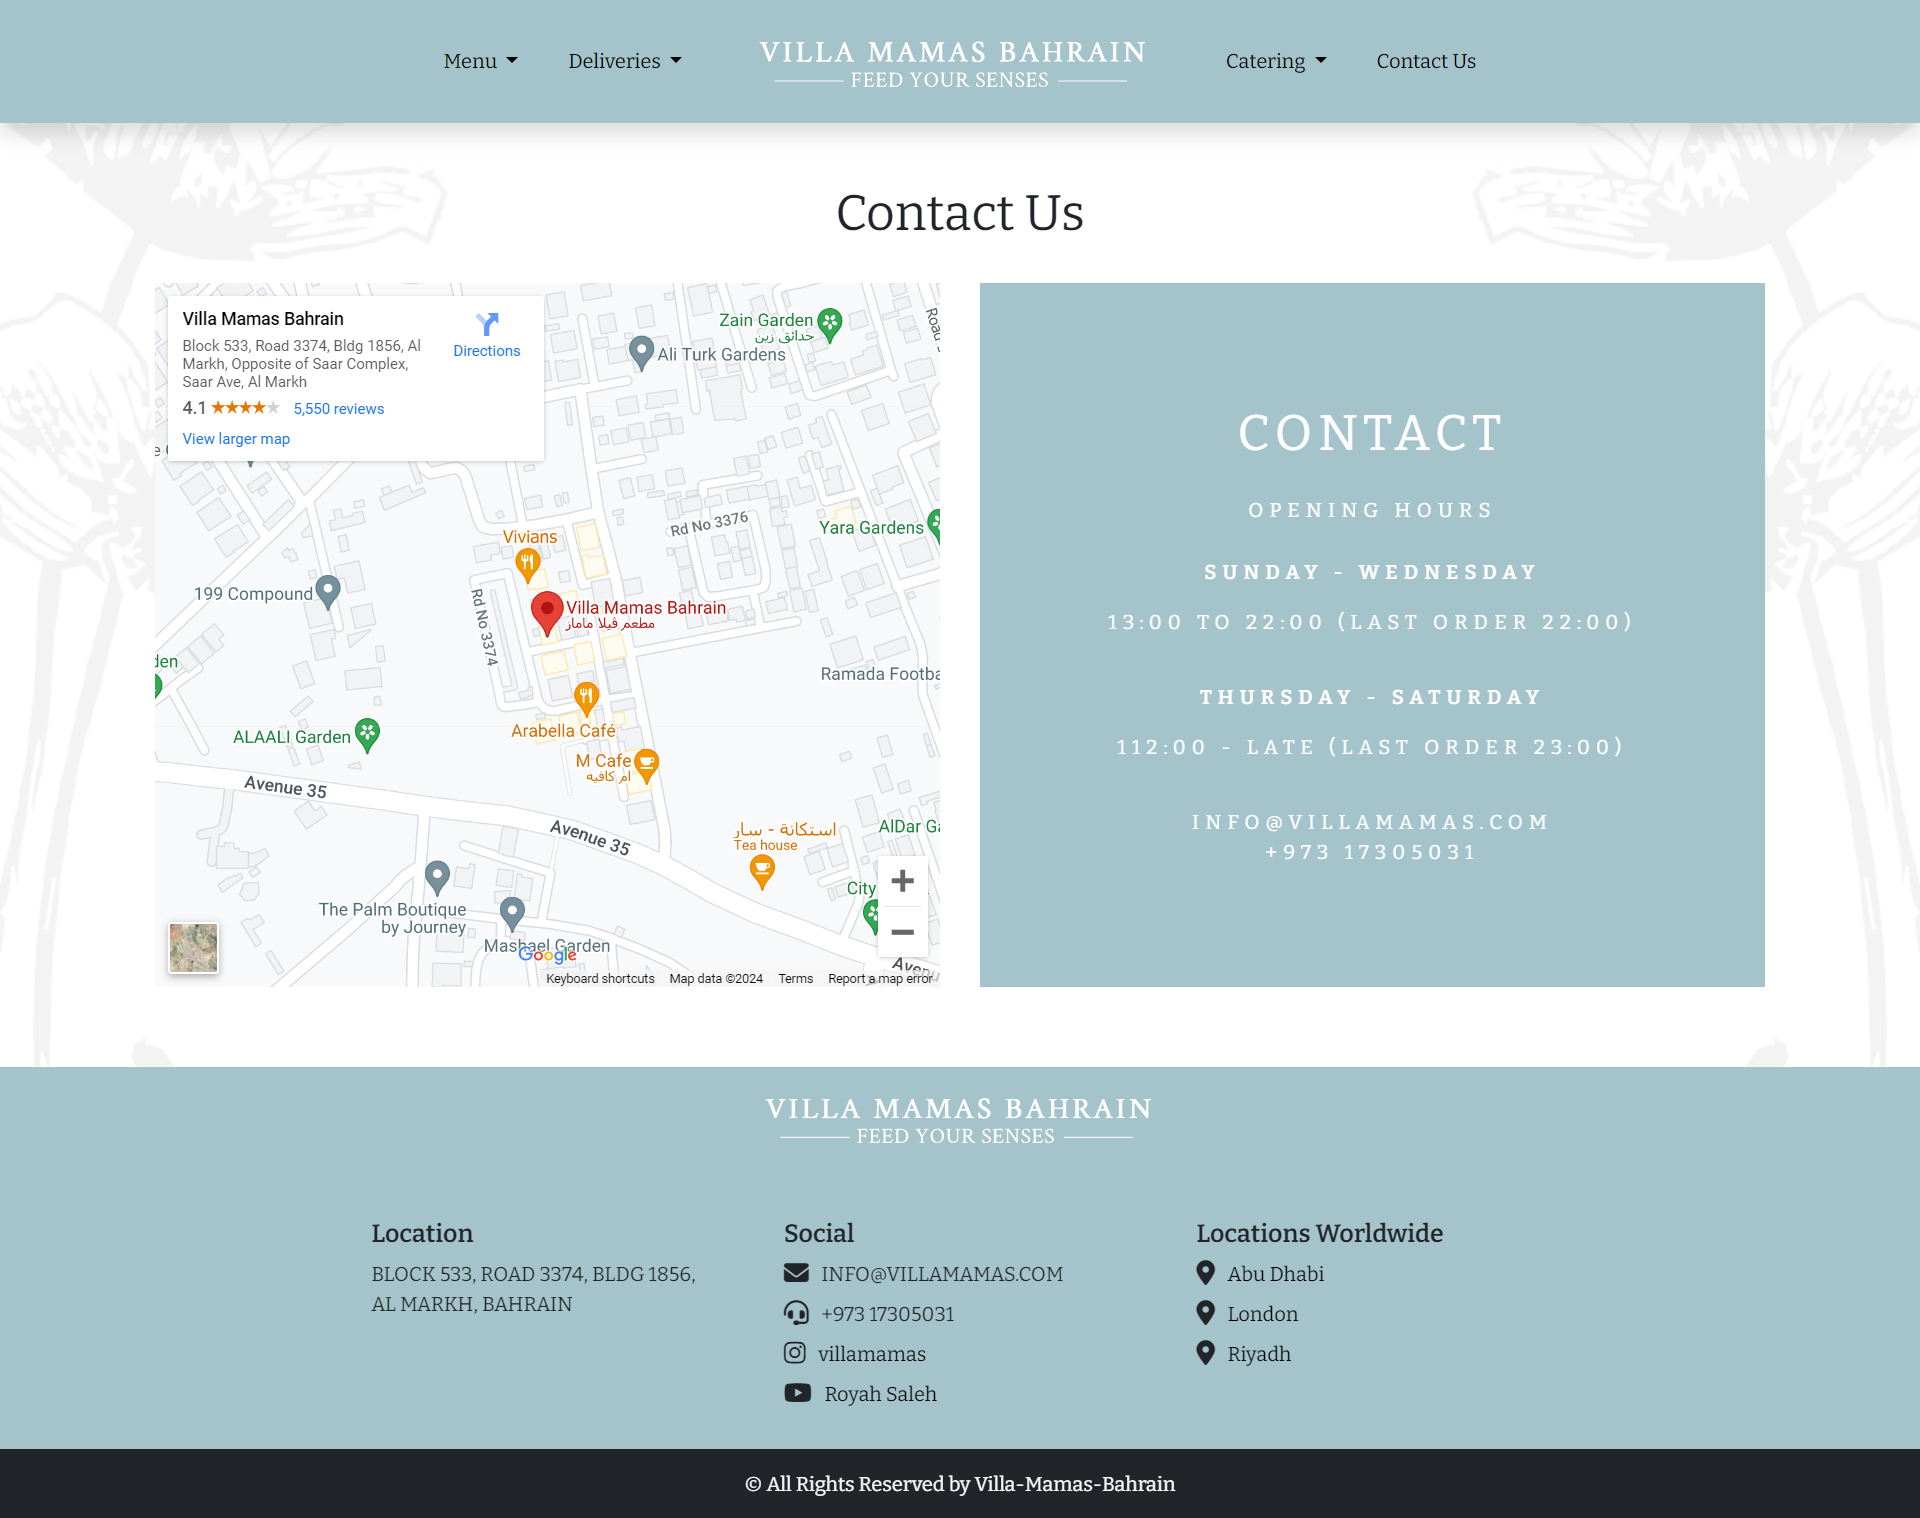 Menu
Deliveries
VILLA MAMAS BAHRAIN
FEED YOUR SENSES
Catering
Contact Us
Contact Us
Villa Mamas Bahrain
Block 533, Road 3374, Bldg 1856, Al
Markh, Opposite of Saar Complex,
Saar Ave, Al Markh
4.1
5,550 reviews
View larger map
Directions
Zain Garden
حدائق زين
Ali Turk Gardens
Rd No 3376
Yara Gardens
Vivians
199 Compound
Villa Mamas Bahrain
مطعم ڤيلا ماماز
Rd No 3374
Ramada Footba
ALAALI Garden
Arabella Café
M Cafe
ام كافيه
Avenue 35
Avenue 35
استكانة - سار
Tea house
AlDar Ga
City
The Palm Boutique
by Journey
Mashael Garden
Google
Avenu
Keyboard shortcuts
Map data ©2024
Terms
Report a map error
CONTACT
OPENING HOURS
SUNDAY - WEDNESDAY
13:00 TO 22:00 (LAST ORDER 22:00)
THURSDAY - SATURDAY
112:00 - LATE (LAST ORDER 23:00)
INFO@VILLAMAMAS.COM
+973 17305031
VILLA MAMAS BAHRAIN
FEED YOUR SENSES
Location
BLOCK 533, ROAD 3374, BLDG 1856,
AL MARKH, BAHRAIN
Social
INFO@VILLAMAMAS.COM
+973 17305031
villamamas
Royah Saleh
Locations Worldwide
Abu Dhabi
London
Riyadh
© All Rights Reserved by Villa-Mamas-Bahrain